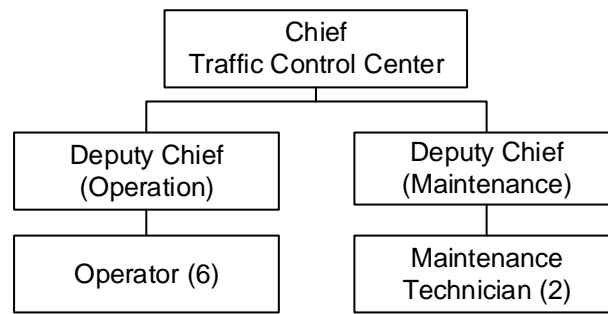 Chief
Traffic Control Center
Deputy Chief
(Operation)
Deputy Chief
(Maintenance)
Operator (6)
Maintenance
Technician (2)